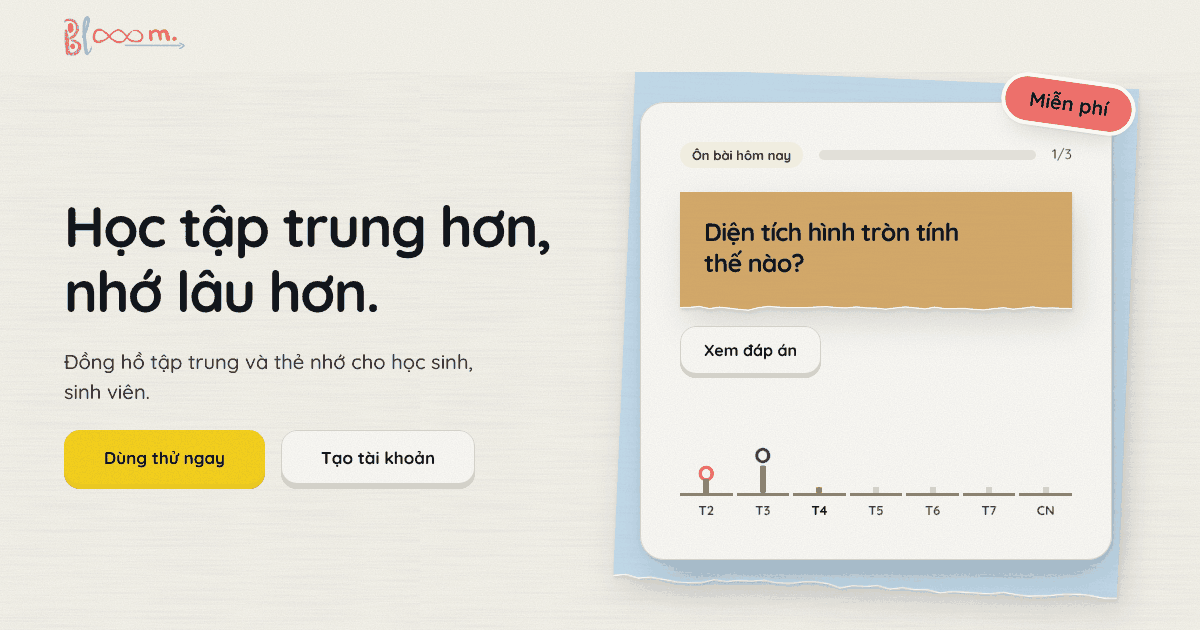 Blooom.
Miễn phí
Học tập trung hơn,
nhớ lâu hơn.
Đồng hồ tập trung và thẻ nhớ cho học sinh,
sinh viên.
Dùng thử ngay
Tạo tài khoản
Ôn bài hôm nay
1/3
Diện tích hình tròn tính
thế nào?
Xem đáp án
T2 T3 T4 T5 T6 T7 CN